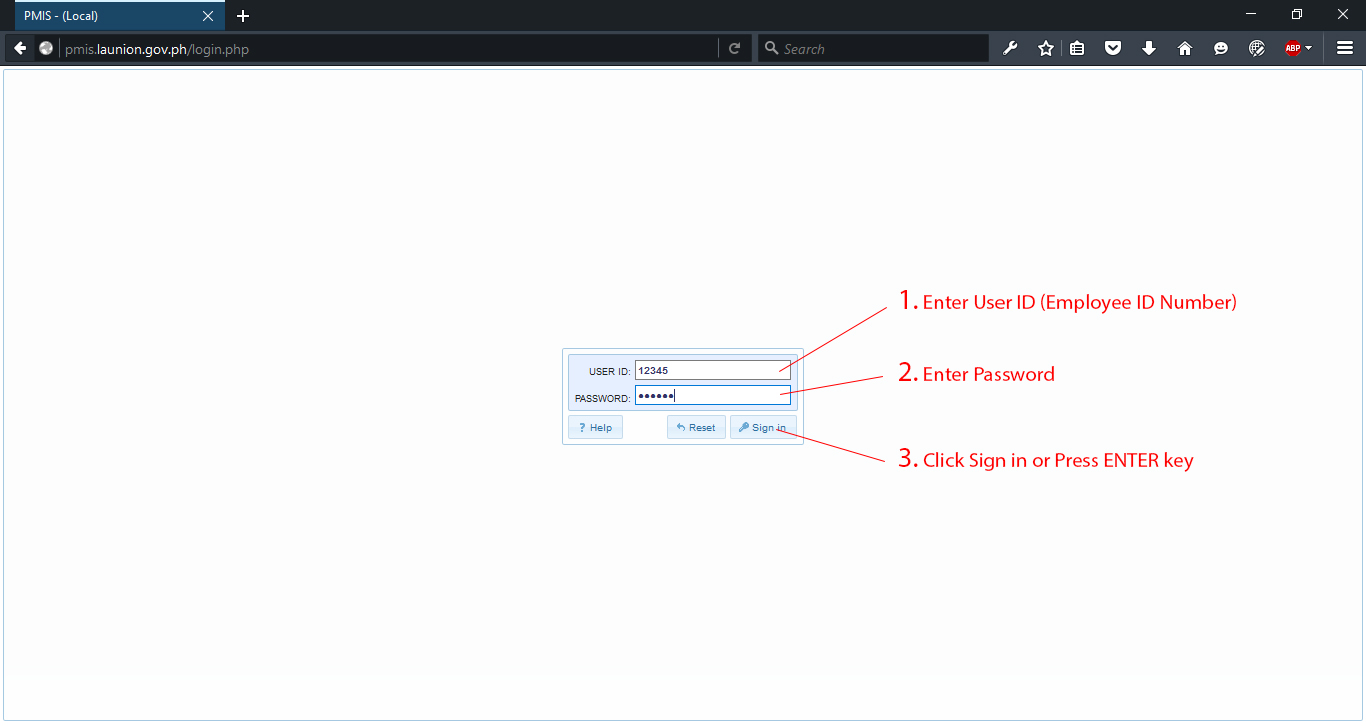 PMIS - (Local)
pmis.launion.gov.ph/login.php
Search
ABP
1. Enter User ID (Employee ID Number)
USER ID: 12345
2. Enter Password
PASSWORD: ••••••
? Help
Reset
Sign in
3. Click Sign in or Press ENTER key